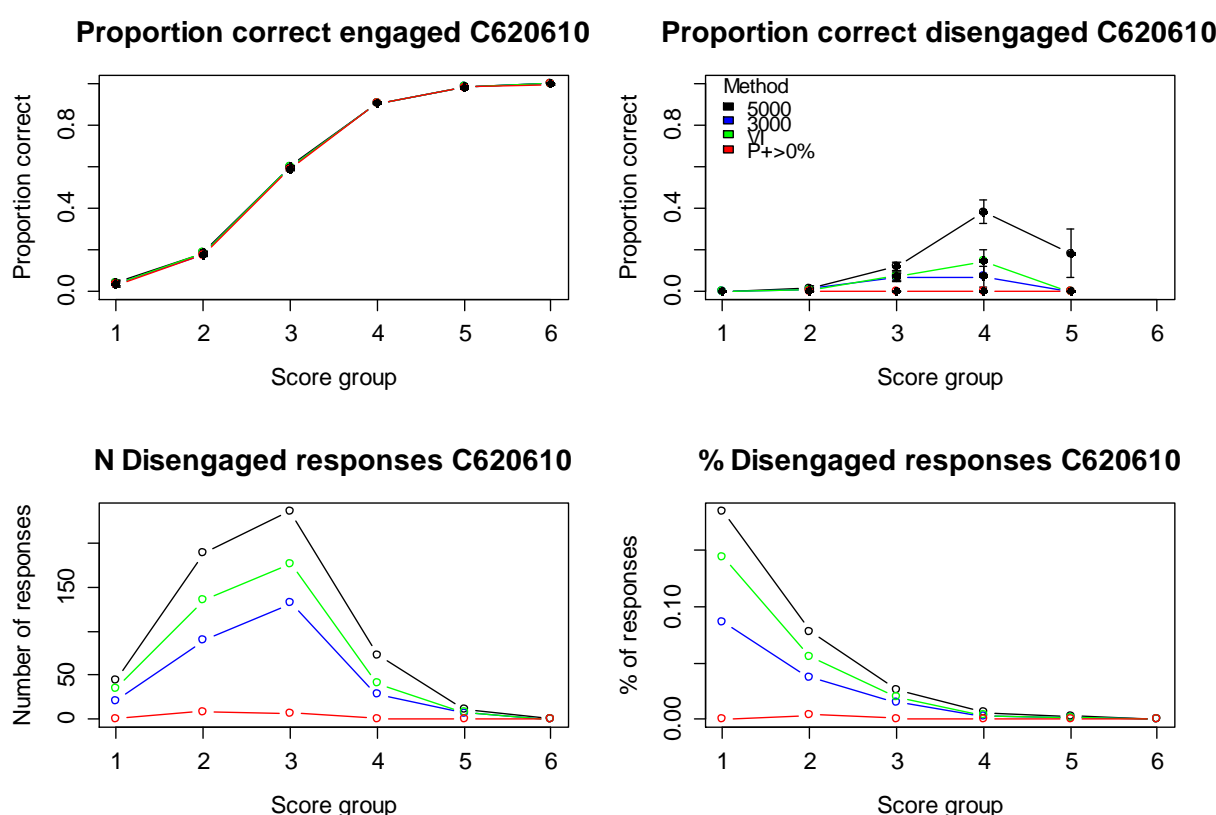 Proportion correct engaged C620610
Proportion correct
0.0 0.4 0.8
1 2 3 4 5 6
Score group
Proportion correct disengaged C620610
Proportion correct
0.0 0.4 0.8
Method
5000
3000
VI
P+>0%
1 2 3 4 5 6
Score group
N Disengaged responses C620610
Number of responses
0 50 150
1 2 3 4 5 6
Score group
% Disengaged responses C620610
% of responses
0.00 0.10
1 2 3 4 5 6
Score group